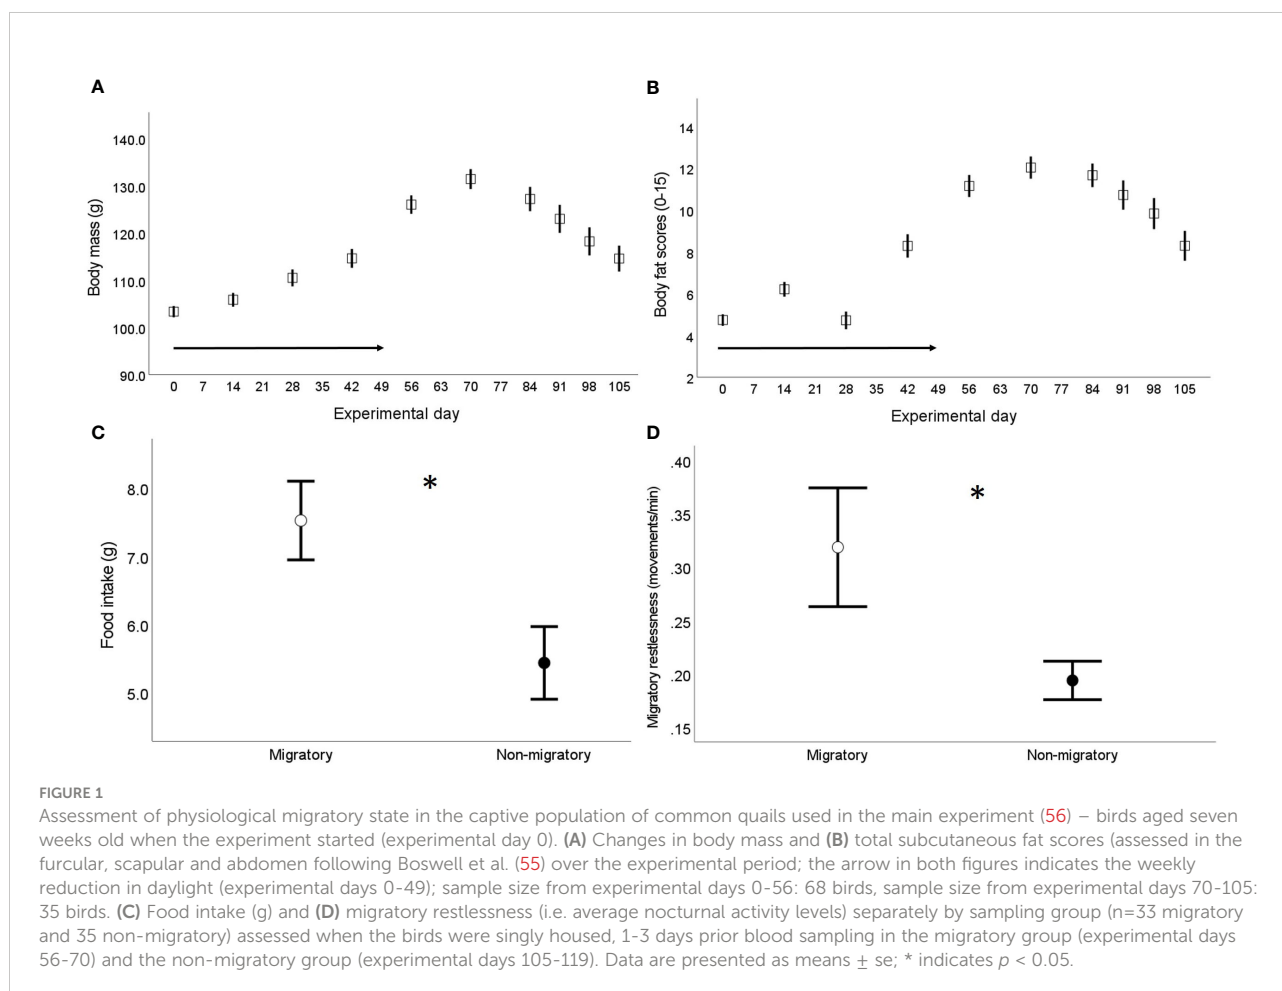 A
B
Body mass (g)
140.0
130.0
120.0
110.0
100.0
90.0
0 7 14 21 28 35 42 49 56 63 70 77 84 91 98 105
Experimental day
Body fat scores (0-15)
14
12
10
8
6
4
2
0 7 14 21 28 35 42 49 56 63 70 77 84 91 98 105
Experimental day
C
D
Food intake (g)
8.0
7.0
6.0
5.0
*
Migratory
Non-migratory
Migratory restlessness (movements/min)
.40
.35
.30
.25
.20
.15
*
Migratory
Non-migratory
FIGURE 1
Assessment of physiological migratory state in the captive population of common quails used in the main experiment (56) – birds aged seven
weeks old when the experiment started (experimental day 0). (A) Changes in body mass and (B) total subcutaneous fat scores (assessed in the
furcular, scapular and abdomen following Boswell et al. (55) over the experimental period; the arrow in both figures indicates the weekly
reduction in daylight (experimental days 0-49); sample size from experimental days 0-56: 68 birds, sample size from experimental days 70-105:
35 birds. (C) Food intake (g) and (D) migratory restlessness (i.e. average nocturnal activity levels) separately by sampling group (n=33 migratory
and 35 non-migratory) assessed when the birds were singly housed, 1-3 days prior blood sampling in the migratory group (experimental days
56-70) and the non-migratory group (experimental days 105-119). Data are presented as means ± se; * indicates p < 0.05.